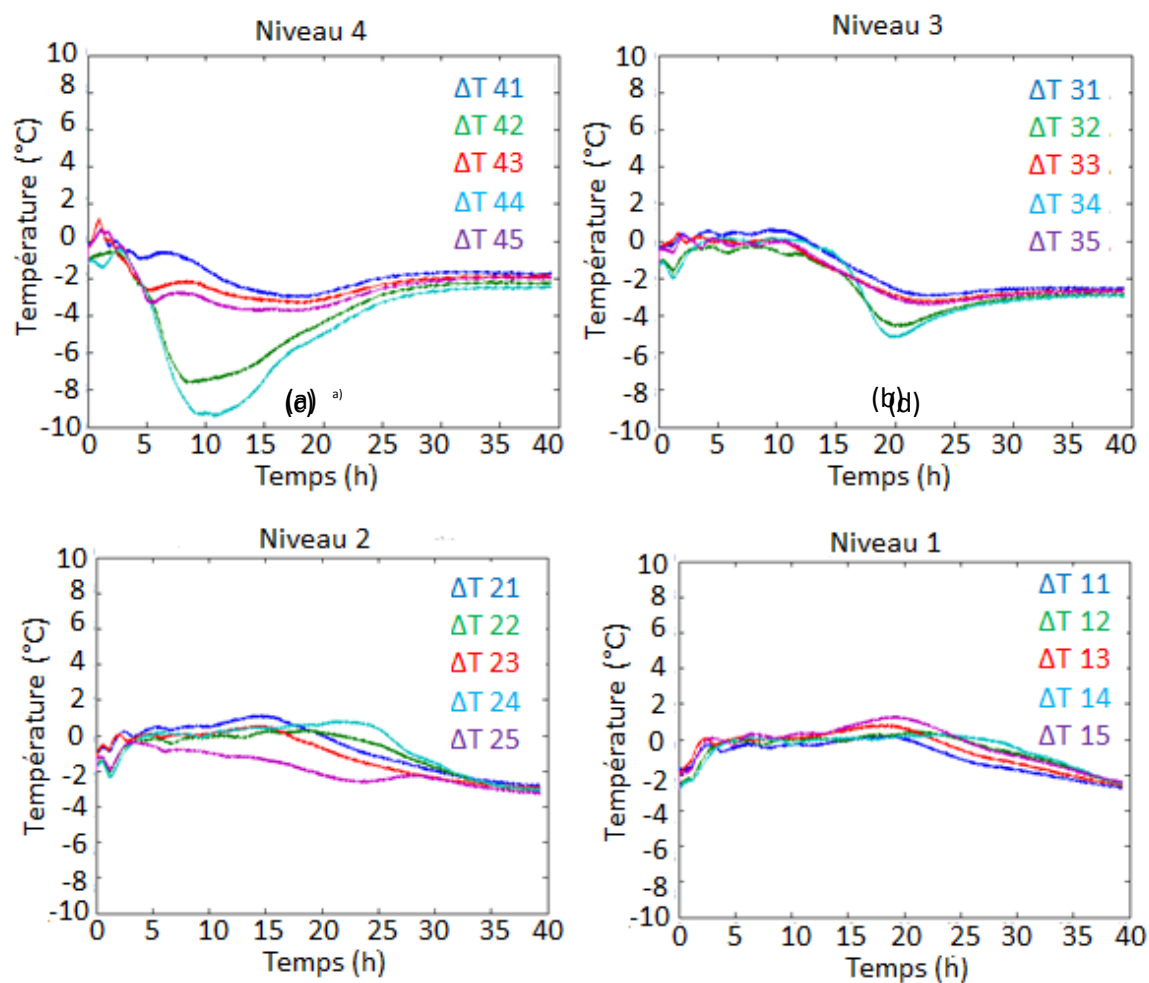 Niveau 4
10
8
6
4
2
0
-2
-4
-6
-8
-10
Température (°C)
ΔT 41
ΔT 42
ΔT 43
ΔT 44
ΔT 45
(a)
a)
0 5 10 15 20 25 30 35 40
Temps (h)
Niveau 3
10
8
6
4
2
0
-2
-4
-6
-8
-10
Température (°C)
ΔT 31
ΔT 32
ΔT 33
ΔT 34
ΔT 35
(b)
(d)
0 5 10 15 20 25 30 35 40
Temps (h)
Niveau 2
10
8
6
4
2
0
-2
-4
-6
-8
-10
Température (°C)
ΔT 21
ΔT 22
ΔT 23
ΔT 24
ΔT 25
0 5 10 15 20 25 30 35 40
Temps (h)
Niveau 1
10
8
6
4
2
0
-2
-4
-6
-8
-10
Température (°C)
ΔT 11
ΔT 12
ΔT 13
ΔT 14
ΔT 15
0 5 10 15 20 25 30 35 40
Temps (h)